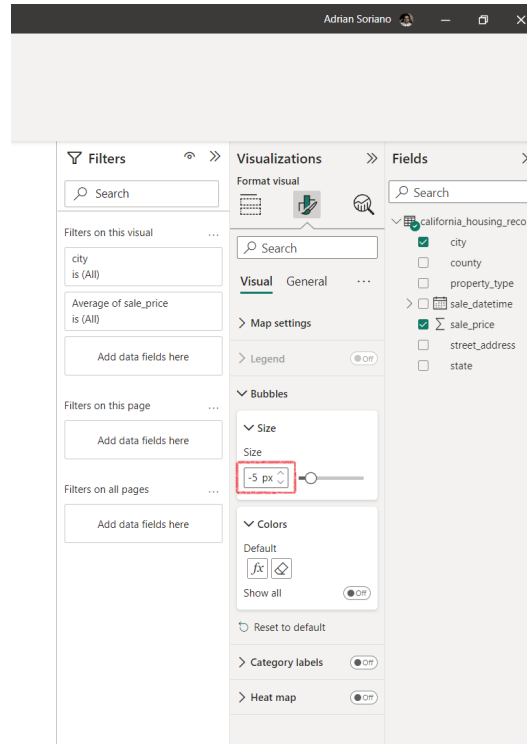 Adrian Soriano
Filters
Search
Filters on this visual
...
city
is (All)
Average of sale_price
is (All)
Add data fields here
Filters on this page
...
Add data fields here
Filters on all pages
...
Add data fields here
Visualizations
Format visual
Search
Visual General ...
Map settings
Legend Off
Bubbles
Size
Size
-5 px
Colors
Default
fx
Show all Off
Reset to default
Category labels Off
Heat map Off
Fields
Search
california_housing_reco
city
county
property_type
sale_datetime
∑ sale_price
street_address
state